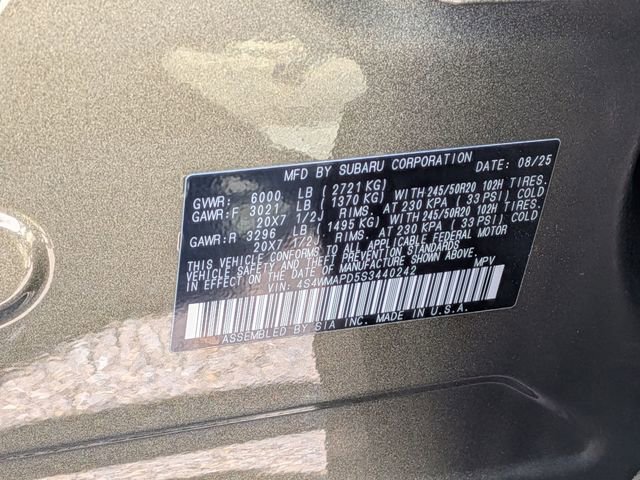 MFD BY SUBARU CORPORATION DATE: 08/25
GVWR: 6000 LB (2721 KG)
GAWR:F 3021 LB (1370 KG) WITH 245/50R20 102H TIRES.
20X7 1/2J RIMS. AT 230 KPA (33 PSI) COLD
GAWR:R 3296 LB (1495 KG) WITH 245/50R20 102H TIRES.
20X7 1/2J RIMS. AT 230 KPA (33 PSI) COLD
THIS VEHICLE CONFORMS TO ALL APPLICABLE FEDERAL MOTOR
VEHICLE SAFETY AND THEFT PREVENTION STANDARDS
IN EFFECT ON THE DATE OF MANUFACTURE SHOWN ABOVE.
VIN: 4S4WMAPD5S3440242 MPV
ASSEMBLED BY SIA INC. MADE IN U.S.A.